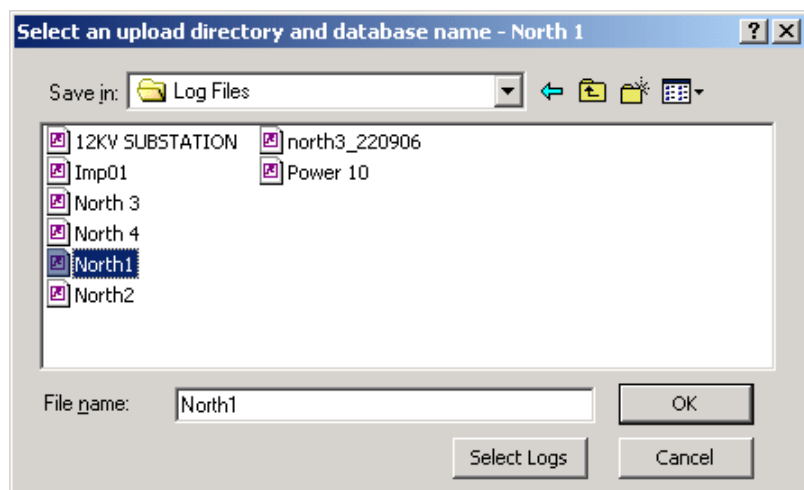 Select an upload directory and database name - North 1
Save in: Log Files
12KV SUBSTATION
Imp01
North 3
North 4
North1
North2
north3_220906
Power 10
File name: North1
OK
Select Logs
Cancel